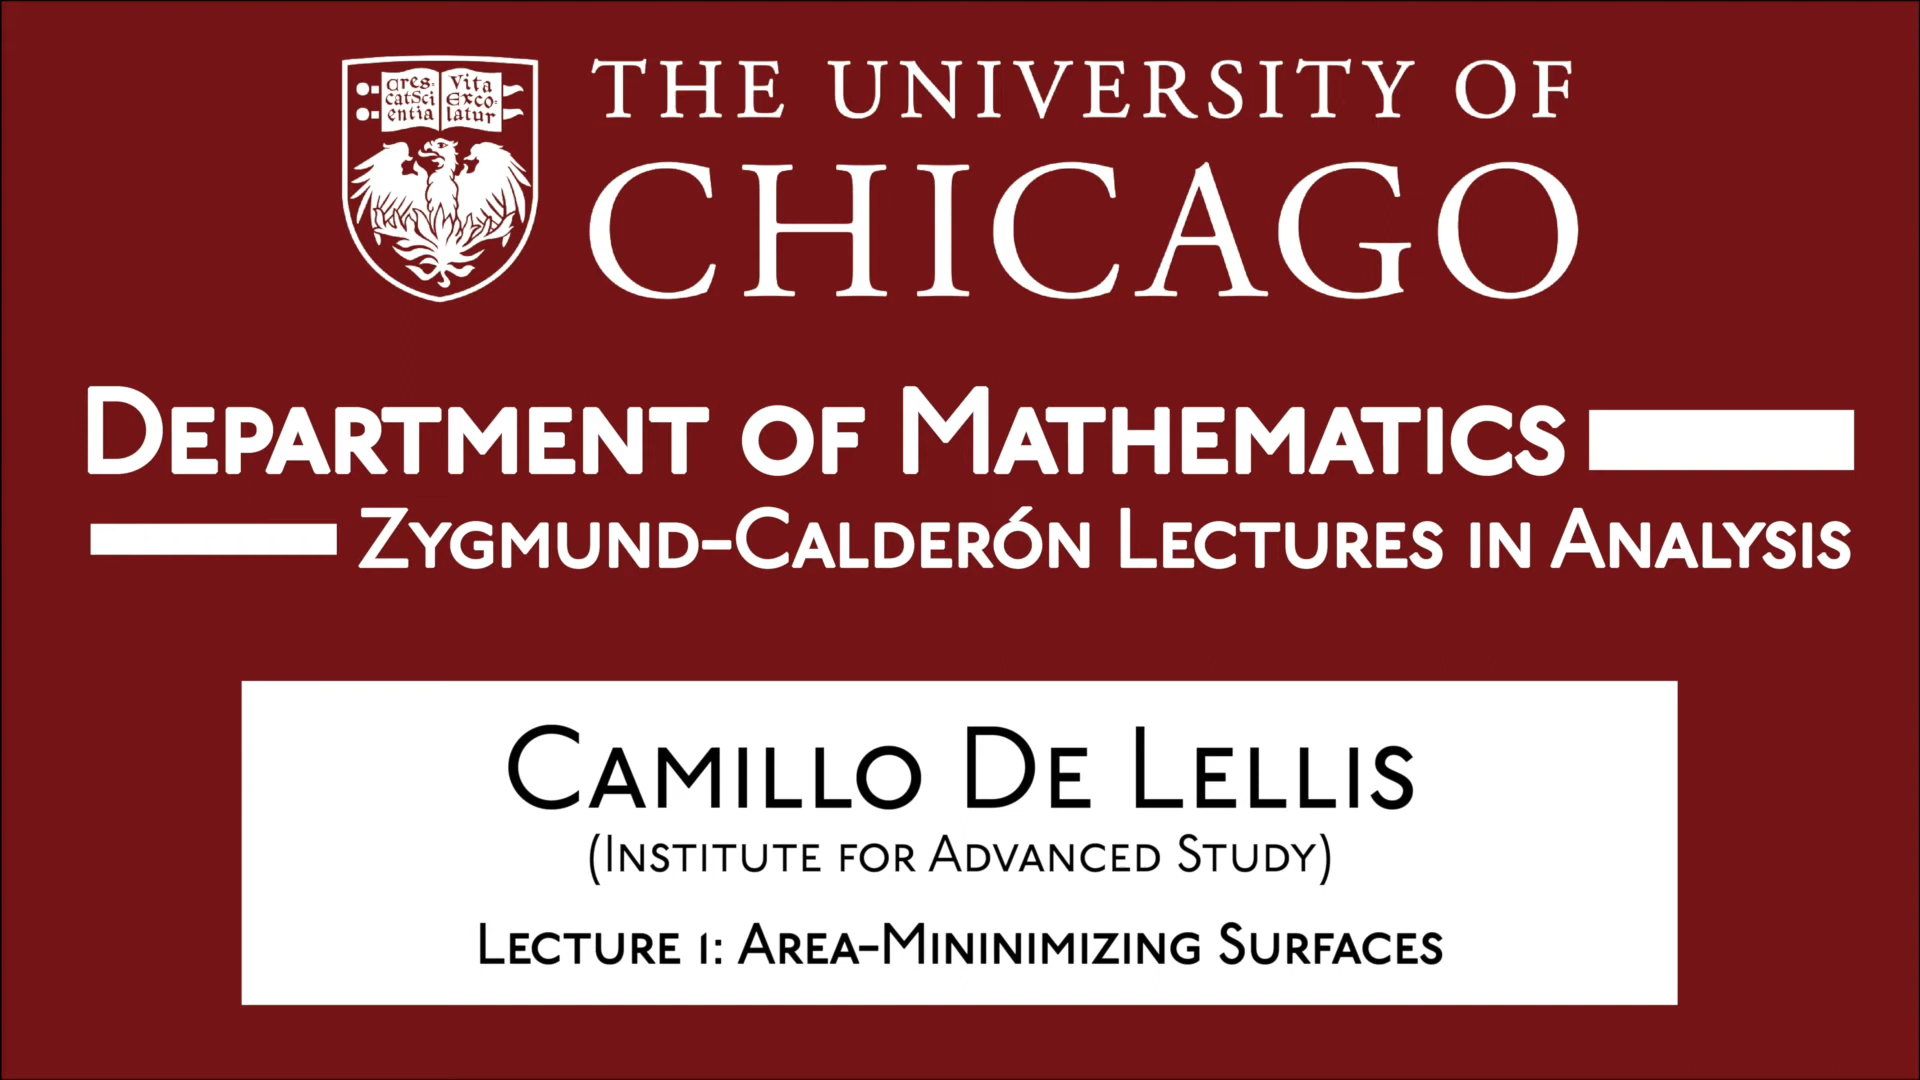 Cres· Vita
catSci Exco·
entia latur
THE UNIVERSITY OF
CHICAGO
DEPARTMENT OF MATHEMATICS
ZYGMUND-CALDERÓN LECTURES IN ANALYSIS
CAMILLO DE LELLIS
(INSTITUTE FOR ADVANCED STUDY)
LECTURE 1: AREA-MININIMIZING SURFACES